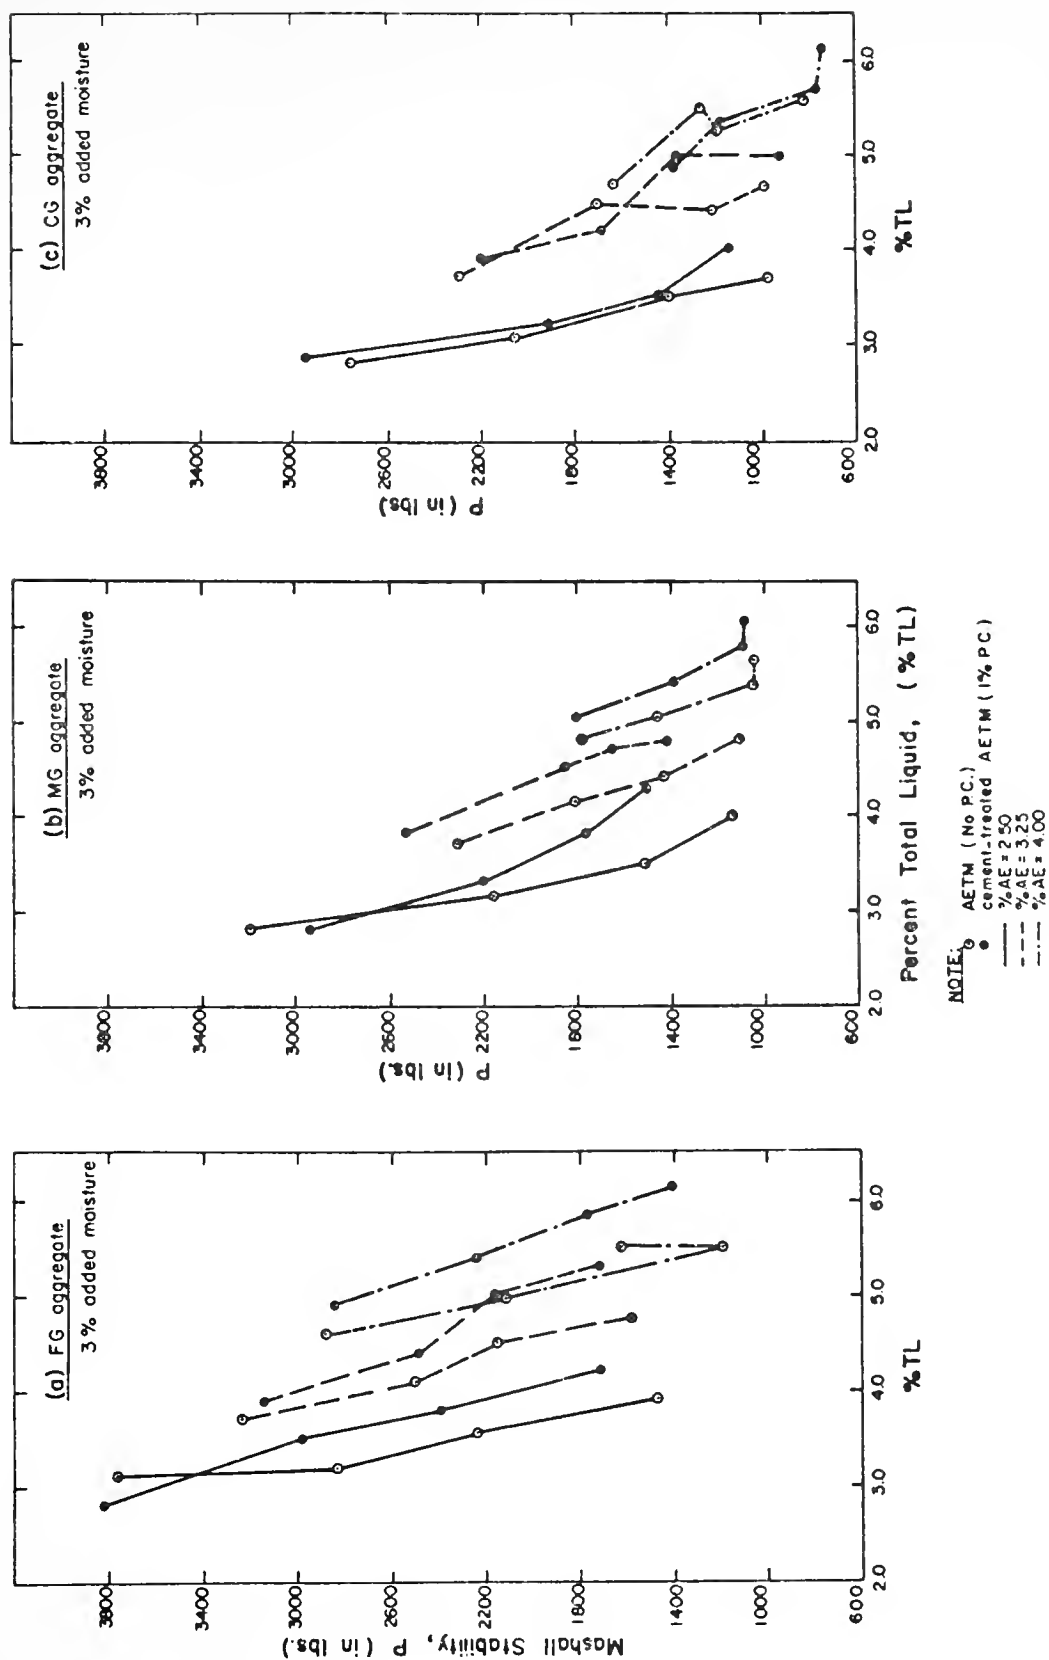 (a) FG aggregate
3% added moisture
Mashall Stability, P (in lbs.)
3800
3400
3000
2600
2200
1800
1400
1000
600
2.0
3.0
4.0
5.0
6.0
%TL
(b) MG aggregate
3% added moisture
P (in lbs.)
3800
3400
3000
2600
2200
1800
1400
1000
600
2.0
3.0
4.0
5.0
6.0
Percent Total Liquid, (%TL)
(c) CG aggregate
3% added moisture
P (in lbs.)
3800
3400
3000
2600
2200
1800
1400
1000
600
2.0
3.0
4.0
5.0
6.0
%TL
NOTE:
AETM (No P.C.)
cement-treated AETM (1% P.C.)
%AE = 2.50
%AE = 3.25
%AE = 4.00